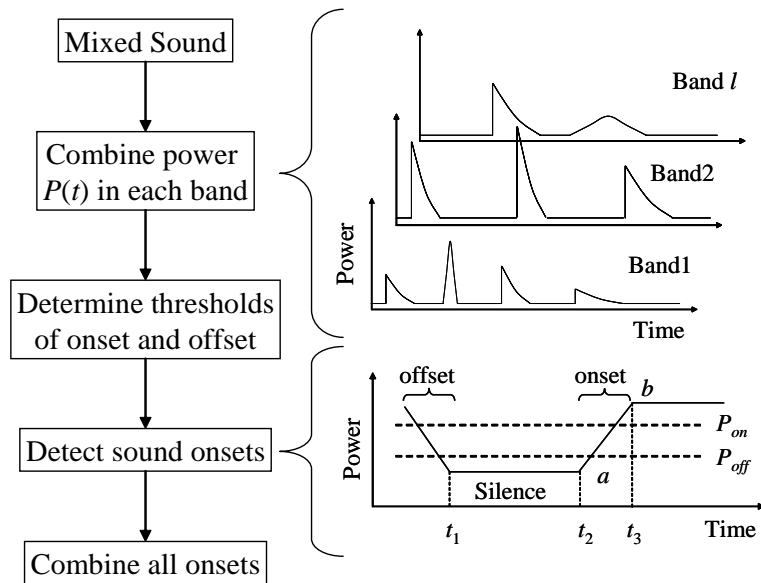 Mixed Sound
Combine power
P(t) in each band
Determine thresholds
of onset and offset
Detect sound onsets
Combine all onsets
Band l
Band2
Band1
Power
Time
offset
onset
b
P_on
P_off
Power
a
Silence
t_1
t_2
t_3
Time